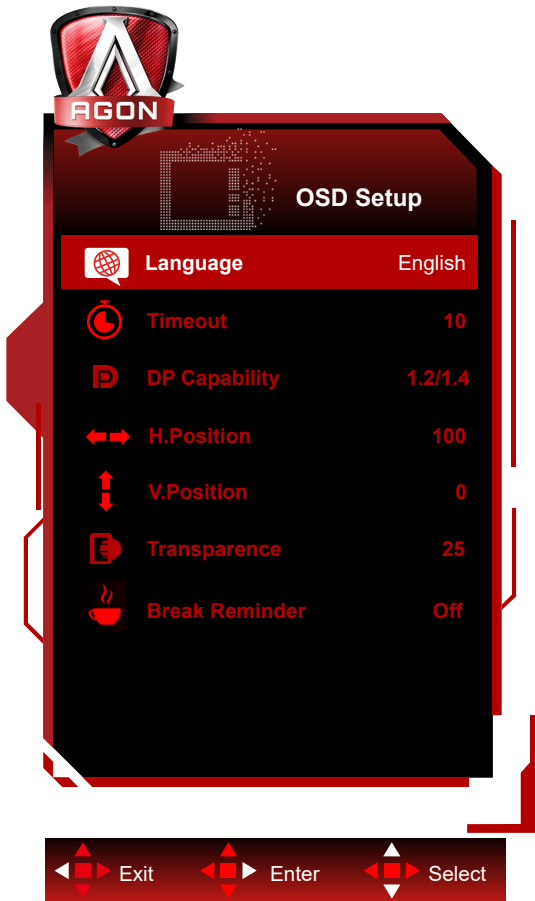 AGON
OSD Setup
Language English
Timeout 10
DP Capability 1.2/1.4
H.Position 100
V.Position 0
Transparence 25
Break Reminder Off
Exit Enter Select